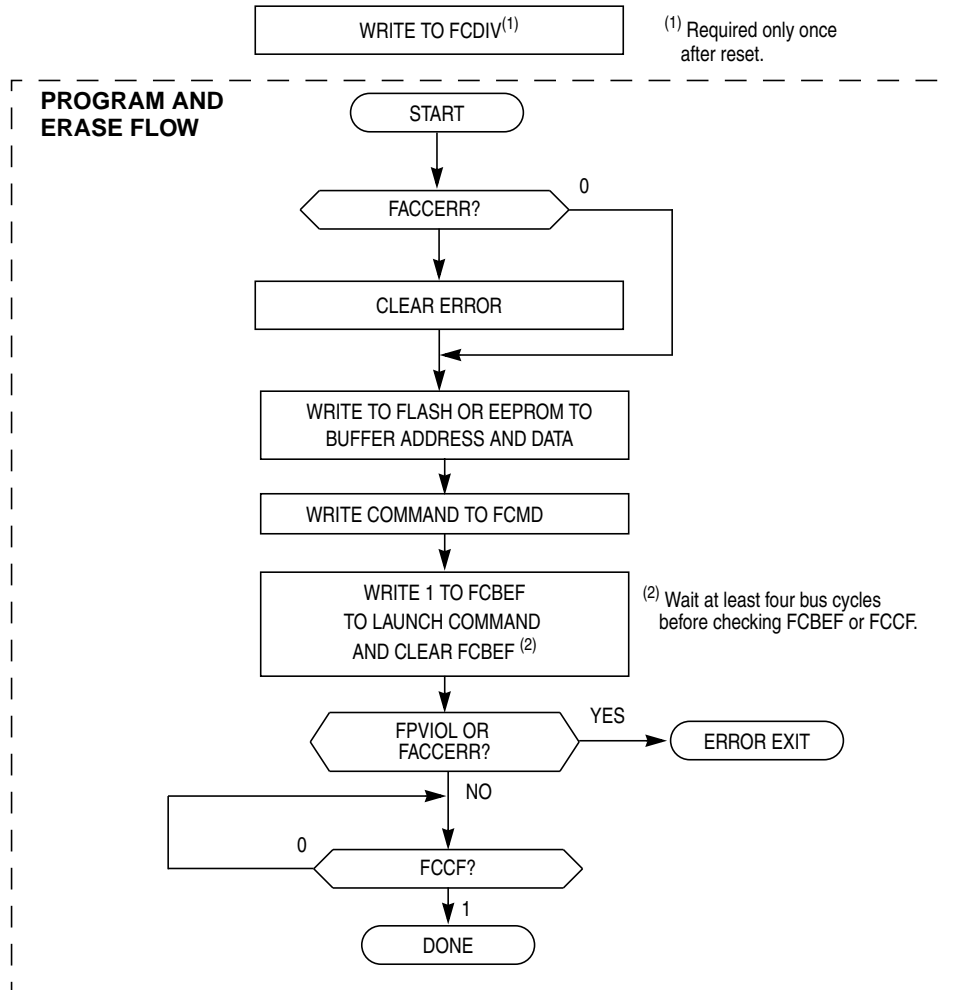 WRITE TO FCDIV(1)
(1) Required only once
after reset.
PROGRAM AND
ERASE FLOW
START
FACCERR?
0
CLEAR ERROR
WRITE TO FLASH OR EEPROM TO
BUFFER ADDRESS AND DATA
WRITE COMMAND TO FCMD
WRITE 1 TO FCBEF
TO LAUNCH COMMAND
AND CLEAR FCBEF (2)
(2) Wait at least four bus cycles
before checking FCBEF or FCCF.
FPVIOL OR
FACCERR?
YES
ERROR EXIT
NO
0
FCCF?
1
DONE